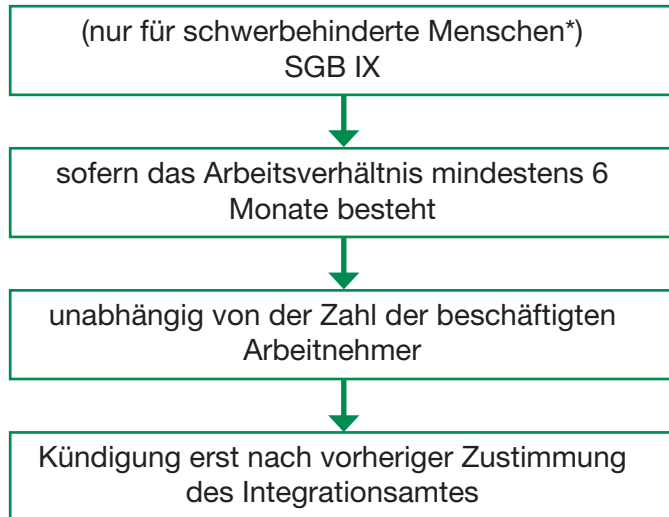 (nur für schwerbehinderte Menschen*)
SGB IX
sofern das Arbeitsverhältnis mindestens 6
Monate besteht
unabhängig von der Zahl der beschäftigten
Arbeitnehmer
Kündigung erst nach vorheriger Zustimmung
des Integrationsamtes